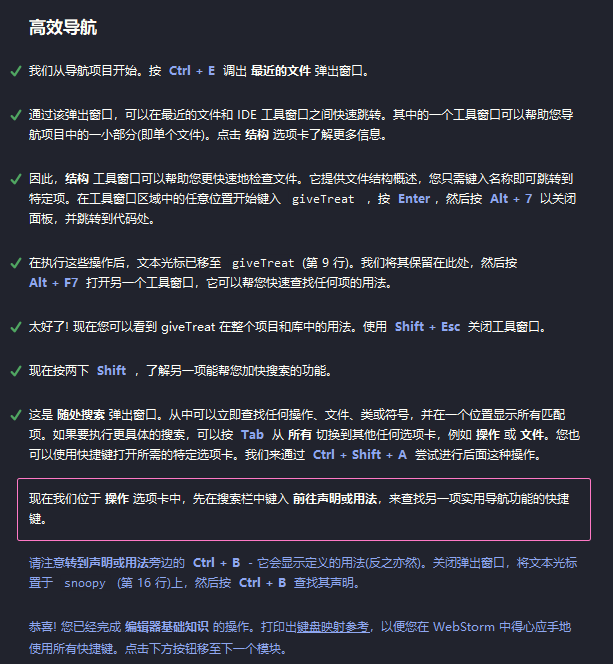 高效导航
我们从导航项目开始。按 Ctrl + E 调出 最近的文件 弹出窗口。
通过该弹出窗口，可以在最近的文件和 IDE 工具窗口之间快速跳转。其中的一个工具窗口可以帮助您导
航项目中的一小部分(即单个文件)。点击 结构 选项卡了解更多信息。
因此，结构 工具窗口可以帮助您更快速地检查文件。它提供文件结构概述，您只需键入名称即可跳转到
特定项。在工具窗口区域中的任意位置开始键入 giveTreat ，按 Enter，然后按 Alt + 7 以关闭
面板，并跳转到代码处。
在执行这些操作后，文本光标已移至 giveTreat (第 9 行)。我们将其保留在此处，然后按
Alt + F7 打开另一个工具窗口，它可以帮您快速查找任何项的用法。
太好了! 现在您可以看到 giveTreat 在整个项目和库中的用法。使用 Shift + Esc 关闭工具窗口。
现在按两下 Shift ，了解另一项能帮您加快搜索的功能。
这是 随处搜索 弹出窗口。从中可以立即查找任何操作、文件、类或符号，并在一个位置显示所有匹配
项。如果要执行更具体的搜索，可以按 Tab 从 所有 切换到其他任何选项卡，例如 操作 或 文件。您也
可以使用快捷键打开所需的特定选项卡。我们来通过 Ctrl + Shift + A 尝试进行后面这种操作。
现在我们位于 操作 选项卡中，先在搜索栏中键入 前往声明或用法，来查找另一项实用导航功能的快捷
键。
请注意转到声明或用法旁边的 Ctrl + B - 它会显示定义的用法(反之亦然)。关闭弹出窗口，将文本光标
置于 snoopy (第 16 行)上，然后按 Ctrl + B 查找其声明。
恭喜! 您已经完成 编辑器基础知识 的操作。打印出键盘映射参考，以便您在 WebStorm 中得心应手地
使用所有快捷键。点击下方按钮移至下一个模块。